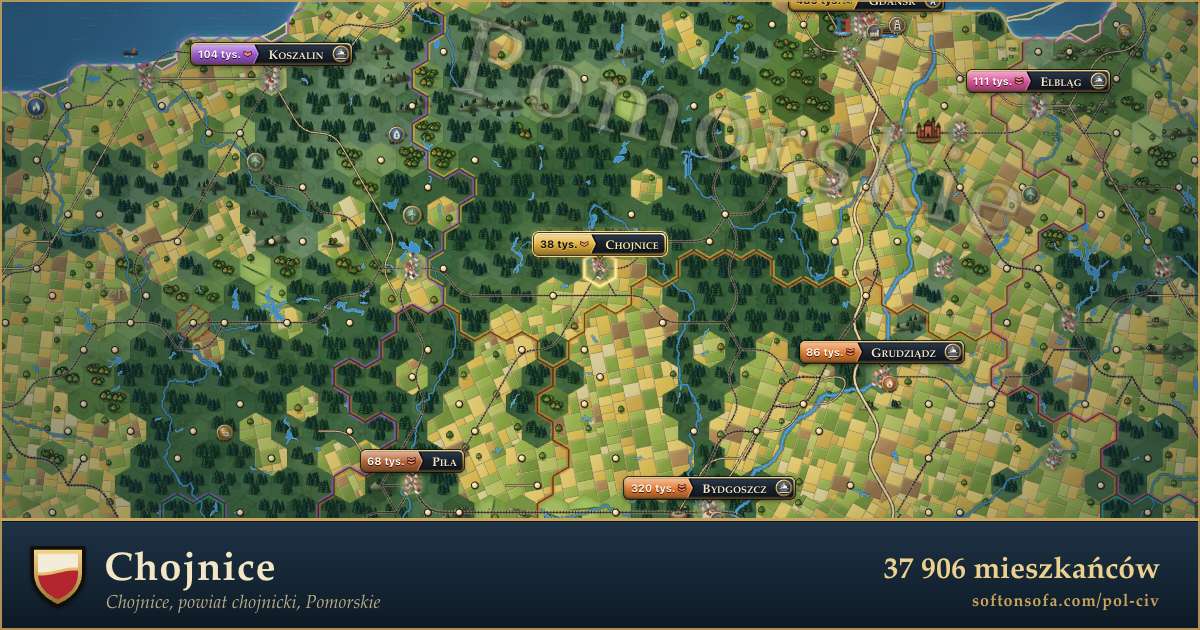 GDAŃSK
104 tys. KOSZALIN
111 tys. ELBLĄG
Pomorskie
38 tys. CHOJNICE
86 tys. GRUDZIĄDZ
68 tys. PIŁA
320 tys. BYDGOSZCZ
Chojnice
Chojnice, powiat chojnicki, Pomorskie
37 906 mieszkańców
softonsofa.com/pol-civ